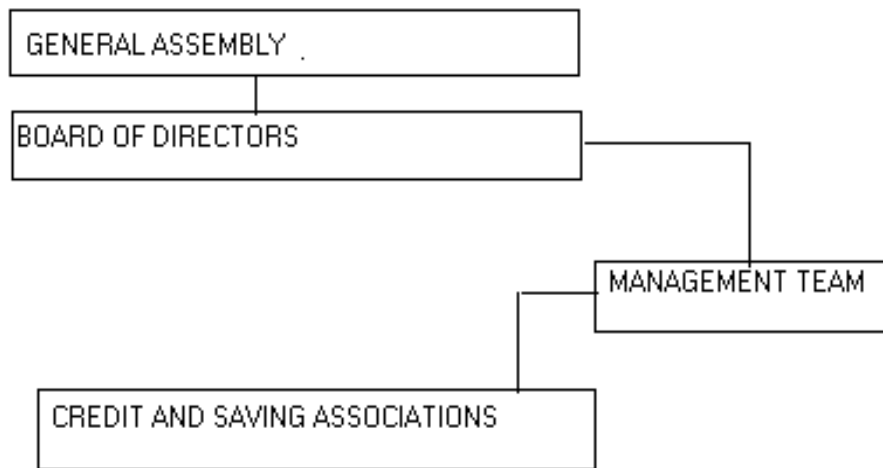 GENERAL ASSEMBLY .
BOARD OF DIRECTORS
MANAGEMENT TEAM
CREDIT AND SAVING ASSOCIATIONS